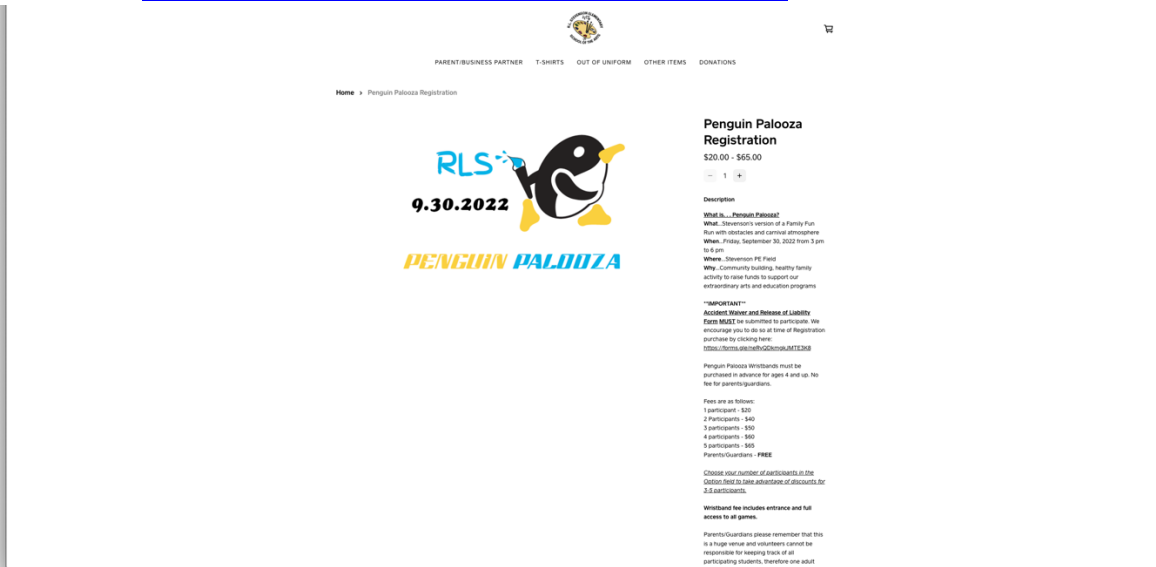 PARENT/BUSINESS PARTNER T-SHIRTS OUT OF UNIFORM OTHER ITEMS DONATIONS
Home > Penguin Palooza Registration
RLS
9.30.2022
PENGUIN PALOOZA
Penguin Palooza
Registration
$20.00 - $65.00
− 1 +
Description
What is. . . Penguin Palooza?
What...Stevenson's version of a Family Fun
Run with obstacles and carnival atmosphere
When...Friday, September 30, 2022 from 3 pm
to 6 pm
Where...Stevenson PE Field
Why...Community building, healthy family
activity to raise funds to support our
extraordinary arts and education programs
**IMPORTANT**
Accident Waiver and Release of Liability
Form MUST be submitted to participate. We
encourage you to do so at time of Registration
purchase by clicking here:
Penguin Palooza Wristbands must be
purchased in advance for ages 4 and up. No
fee for parents/guardians.
Fees are as follows:
1 participant - $20
2 Participants - $40
3 participants - $50
4 participants - $60
5 participants - $65
Parents/Guardians - FREE
Choose your number of participants in the
Option field to take advantage of discounts for
3-5 participants.
Wristband fee includes entrance and full
access to all games.
Parents/Guardians please remember that this
is a huge venue and volunteers cannot be
responsible for keeping track of all
participating students, therefore one adult